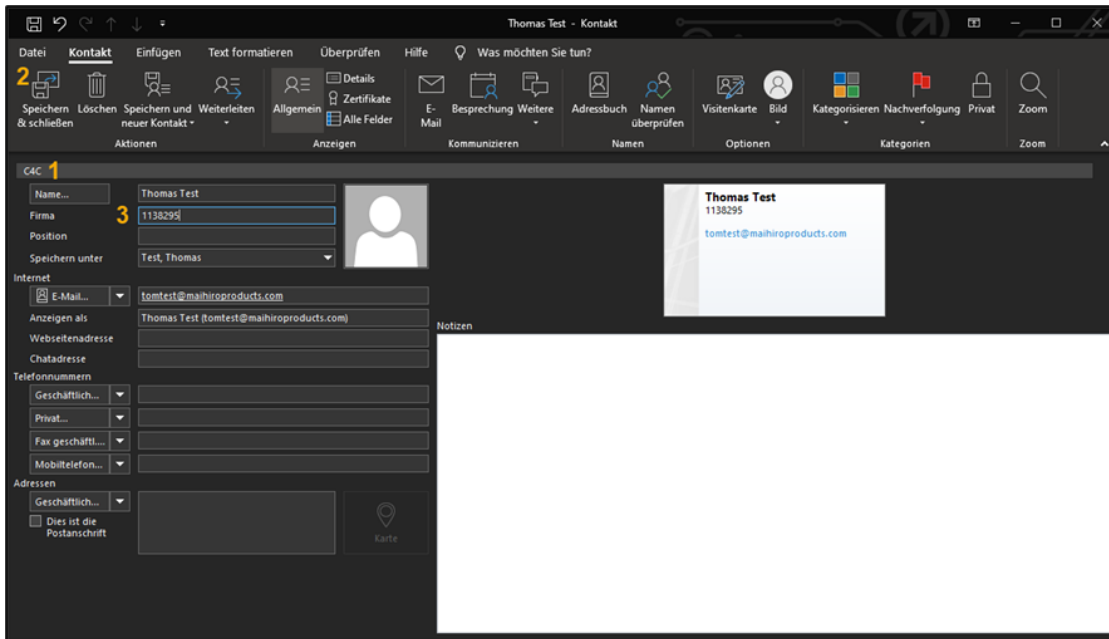 Thomas Test - Kontakt
Datei Kontakt Einfügen Text formatieren Überprüfen Hilfe Was möchten Sie tun?
2
Speichern & schließen
Löschen
Speichern und neuer Kontakt
Weiterleiten
Aktionen
Allgemein
Details
Zertifikate
Alle Felder
Anzeigen
E-Mail
Besprechung
Weitere
Kommunizieren
Adressbuch
Namen überprüfen
Namen
Visitenkarte
Bild
Optionen
Kategorisieren
Nachverfolgung
Privat
Kategorien
Zoom
Zoom
C4C 1
Name... Thomas Test
Firma 3 1138295
Position
Speichern unter Test, Thomas
Internet
E-Mail... tomtest@maihiroproducts.com
Anzeigen als Thomas Test (tomtest@maihiroproducts.com)
Webseitenadresse
Chatadresse
Telefonnummern
Geschäftlich...
Privat...
Fax geschäftl....
Mobiltelefon...
Adressen
Geschäftlich...
Dies ist die
Postanschrift
Karte
Thomas Test
1138295
tomtest@maihiroproducts.com
Notizen